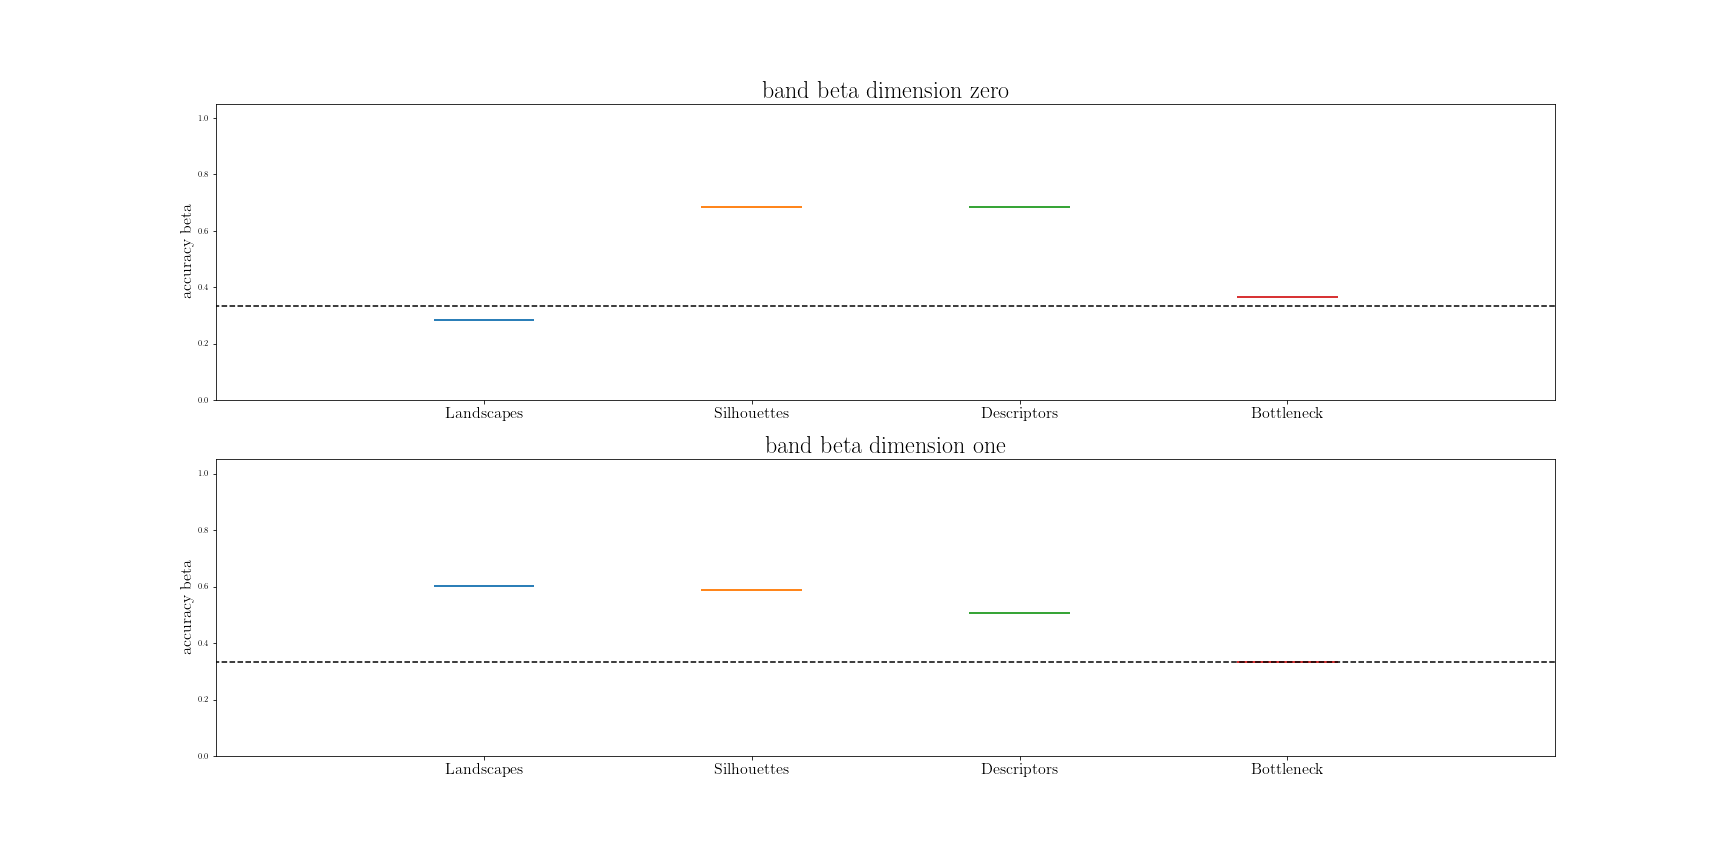 band beta dimension zero
1.0
0.8
0.6
0.4
0.2
0.0
accuracy beta
Landscapes
Silhouettes
Descriptors
Bottleneck
band beta dimension one
1.0
0.8
0.6
0.4
0.2
0.0
accuracy beta
Landscapes
Silhouettes
Descriptors
Bottleneck